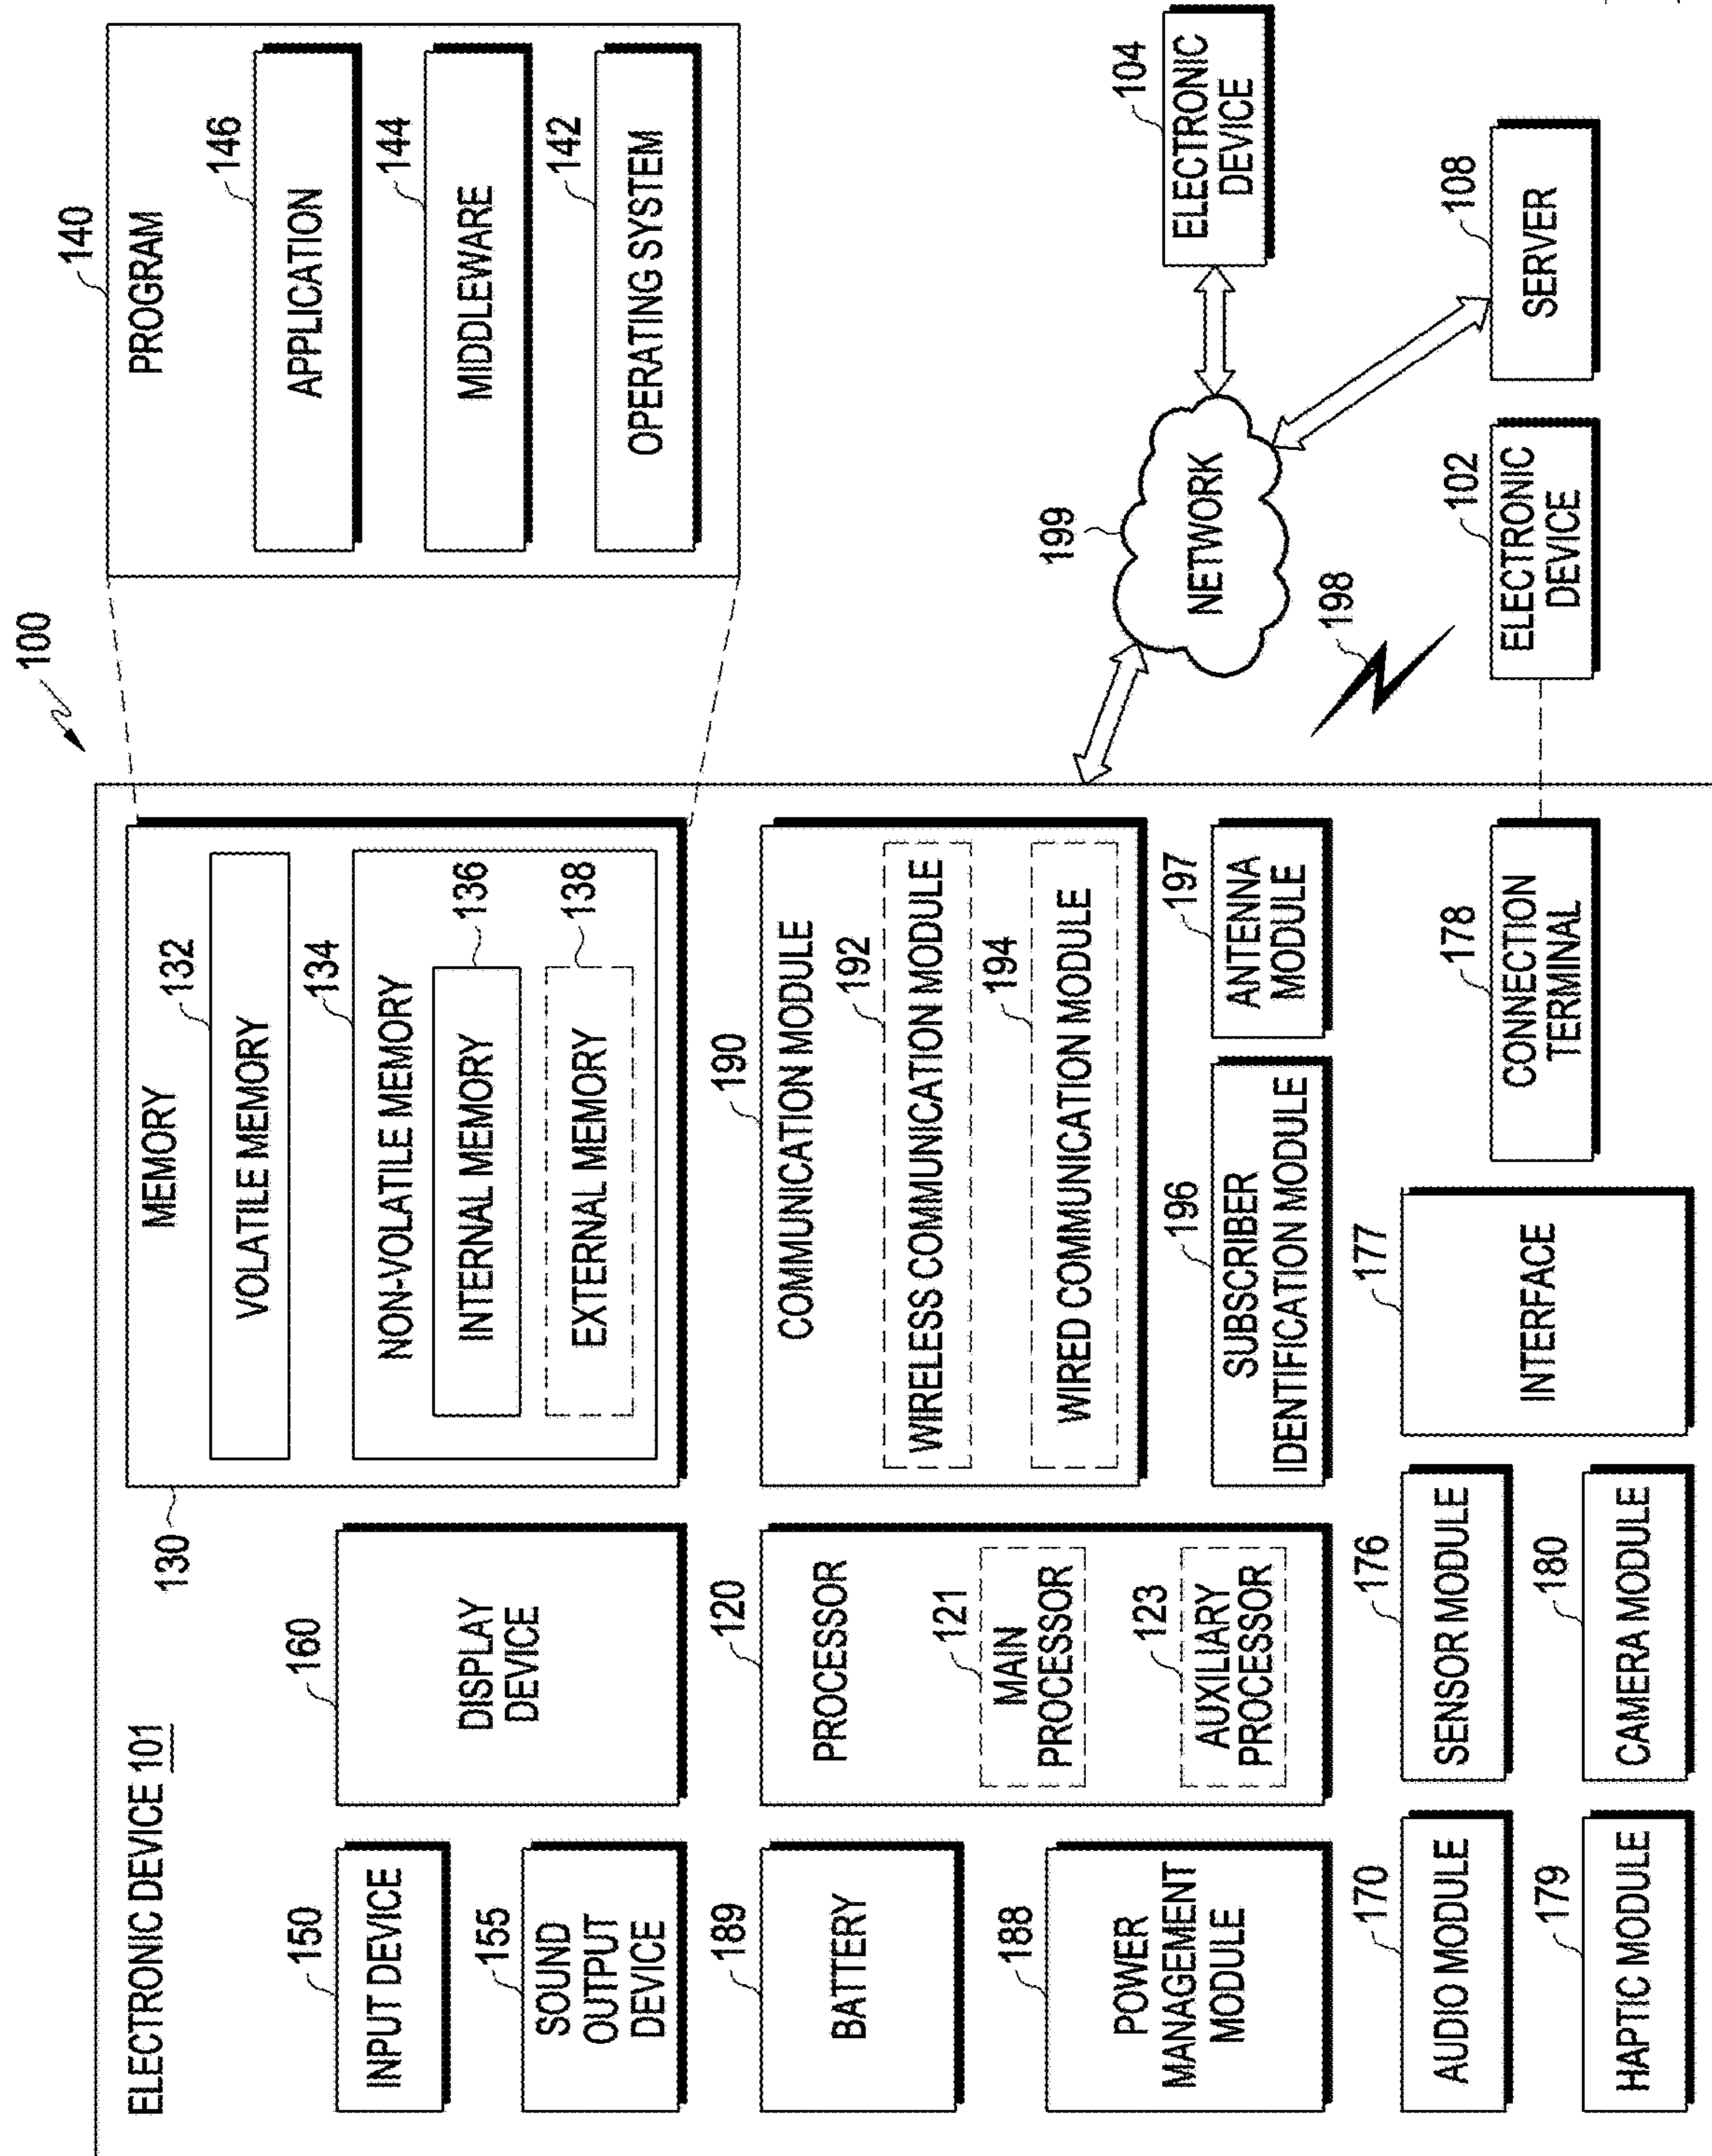 100
ELECTRONIC DEVICE 101
130
MEMORY
132
VOLATILE MEMORY
134
NON-VOLATILE MEMORY
136
INTERNAL MEMORY
138
EXTERNAL MEMORY
140
PROGRAM
146
APPLICATION
144
MIDDLEWARE
142
OPERATING SYSTEM
150
INPUT DEVICE
155
SOUND
OUTPUT
DEVICE
160
DISPLAY
DEVICE
189
BATTERY
188
POWER
MANAGEMENT
MODULE
120
PROCESSOR
121
MAIN
PROCESSOR
123
AUXILIARY
PROCESSOR
190
COMMUNICATION MODULE
192
WIRELESS COMMUNICATION MODULE
194
WIRED COMMUNICATION MODULE
196
SUBSCRIBER
IDENTIFICATION MODULE
197
ANTENNA
MODULE
170
AUDIO MODULE
176
SENSOR MODULE
177
INTERFACE
178
CONNECTION
TERMINAL
179
HAPTIC MODULE
180
CAMERA MODULE
199
NETWORK
198
104
ELECTRONIC
DEVICE
102
ELECTRONIC
DEVICE
108
SERVER